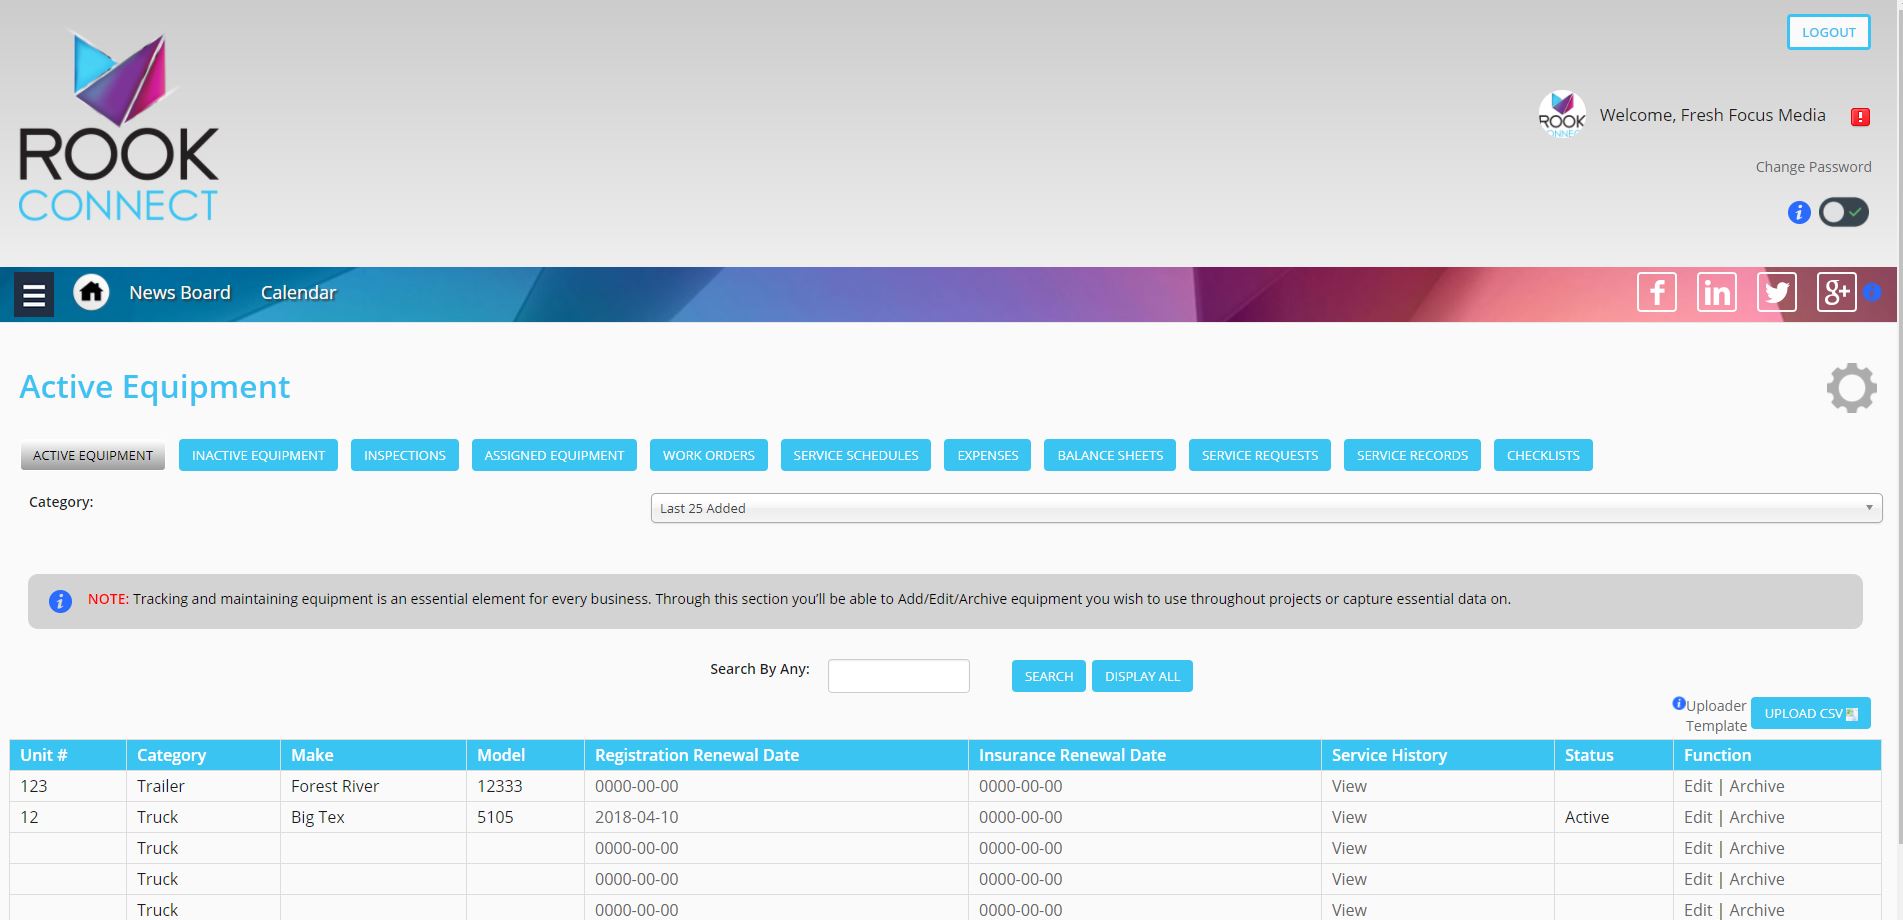 LOGOUT
ROOK
CONNECT
ROOK
CONNECT
Welcome, Fresh Focus Media
Change Password
News Board Calendar
Active Equipment
ACTIVE EQUIPMENT INACTIVE EQUIPMENT INSPECTIONS ASSIGNED EQUIPMENT WORK ORDERS SERVICE SCHEDULES EXPENSES BALANCE SHEETS SERVICE REQUESTS SERVICE RECORDS CHECKLISTS
Category: Last 25 Added
NOTE: Tracking and maintaining equipment is an essential element for every business. Through this section you'll be able to Add/Edit/Archive equipment you wish to use throughout projects or capture essential data on.
Search By Any: SEARCH DISPLAY ALL
Uploader
Template UPLOAD CSV
Unit # Category Make Model Registration Renewal Date Insurance Renewal Date Service History Status Function
123 Trailer Forest River 12333 0000-00-00 0000-00-00 View Edit | Archive
12 Truck Big Tex 5105 2018-04-10 0000-00-00 View Active Edit | Archive
Truck 0000-00-00 0000-00-00 View Edit | Archive
Truck 0000-00-00 0000-00-00 View Edit | Archive
Truck 0000-00-00 0000-00-00 View Edit | Archive